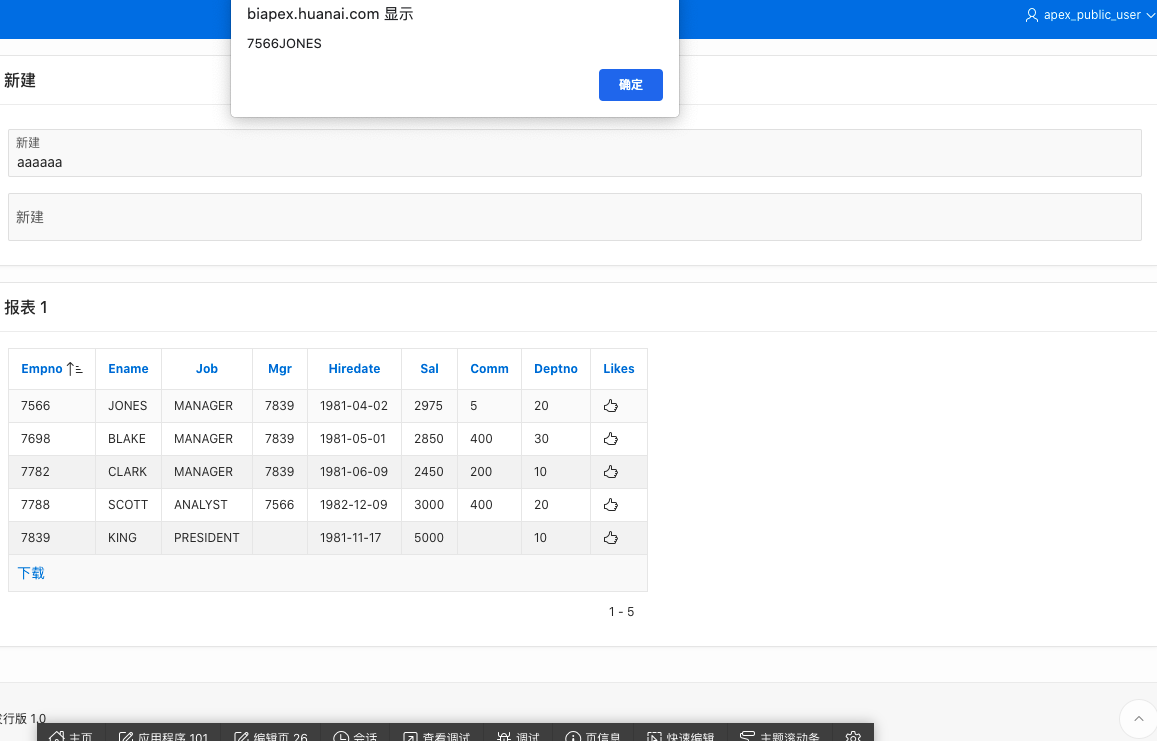 biapex.huanai.com 显示
apex_public_user
7566JONES
确定
新建
新建
aaaaaa
新建
报表 1
Empno Ename Job Mgr Hiredate Sal Comm Deptno Likes
7566 JONES MANAGER 7839 1981-04-02 2975 5 20
7698 BLAKE MANAGER 7839 1981-05-01 2850 400 30
7782 CLARK MANAGER 7839 1981-06-09 2450 200 10
7788 SCOTT ANALYST 7566 1982-12-09 3000 400 20
7839 KING PRESIDENT 1981-11-17 5000 10
下载
1 - 5
行版 1.0
主页 应用程序 101 编辑页 26 会话 查看调试 调试 页信息 快速编辑 主题滚动条